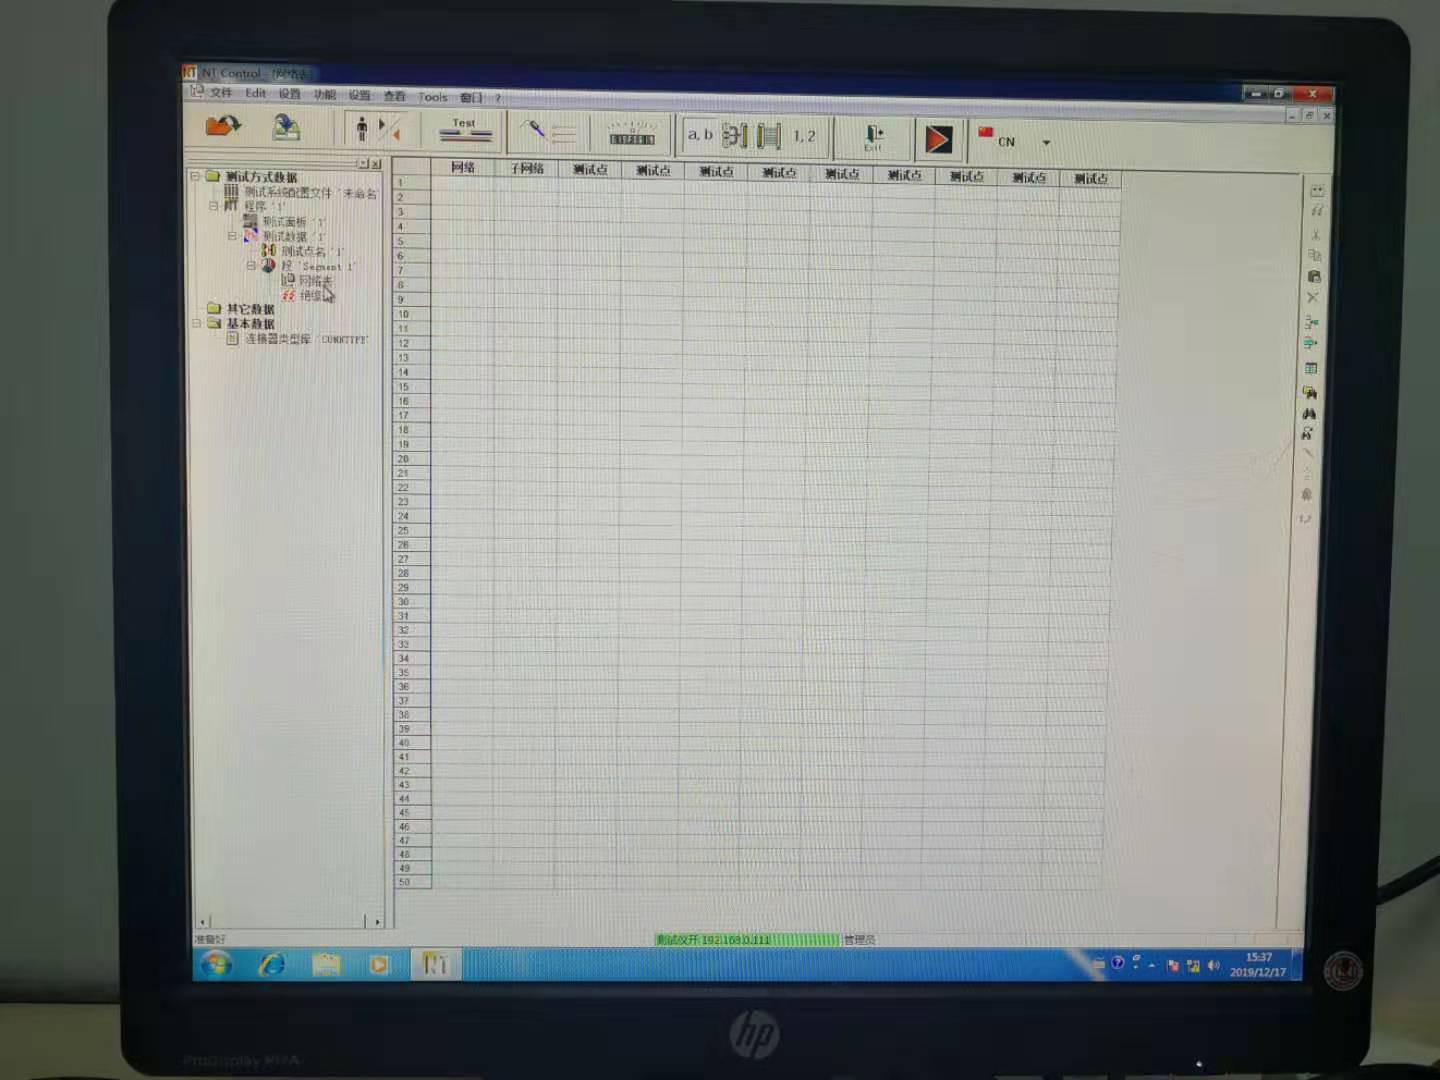 NT NT Control - [网络表]
文件 Edit 设置 功能 设置 查看 Tools 窗口 ?
Test a, b 1, 2 Exit CN
测试方式数据
测试系统配置文件 '未命名
程序 '1'
测试面板 '1'
测试数据 '1'
测试点名 '1'
段 'Segment 1'
网络表
绝缘
其它数据
基本数据
连接器类型库 'CONNTYPE'
网络 子网络 测试点 测试点 测试点 测试点 测试点 测试点 测试点 测试点 测试点
1
2
3
4
5
6
7
8
9
10
11
12
13
14
15
16
17
18
19
20
21
22
23
24
25
26
27
28
29
30
31
32
33
34
35
36
37
38
39
40
41
42
43
44
45
46
47
48
49
50
准备好 测试仪开 192.168.0.111 管理员
NT
15:37
2019/12/17
hp
ProDisplay P17A